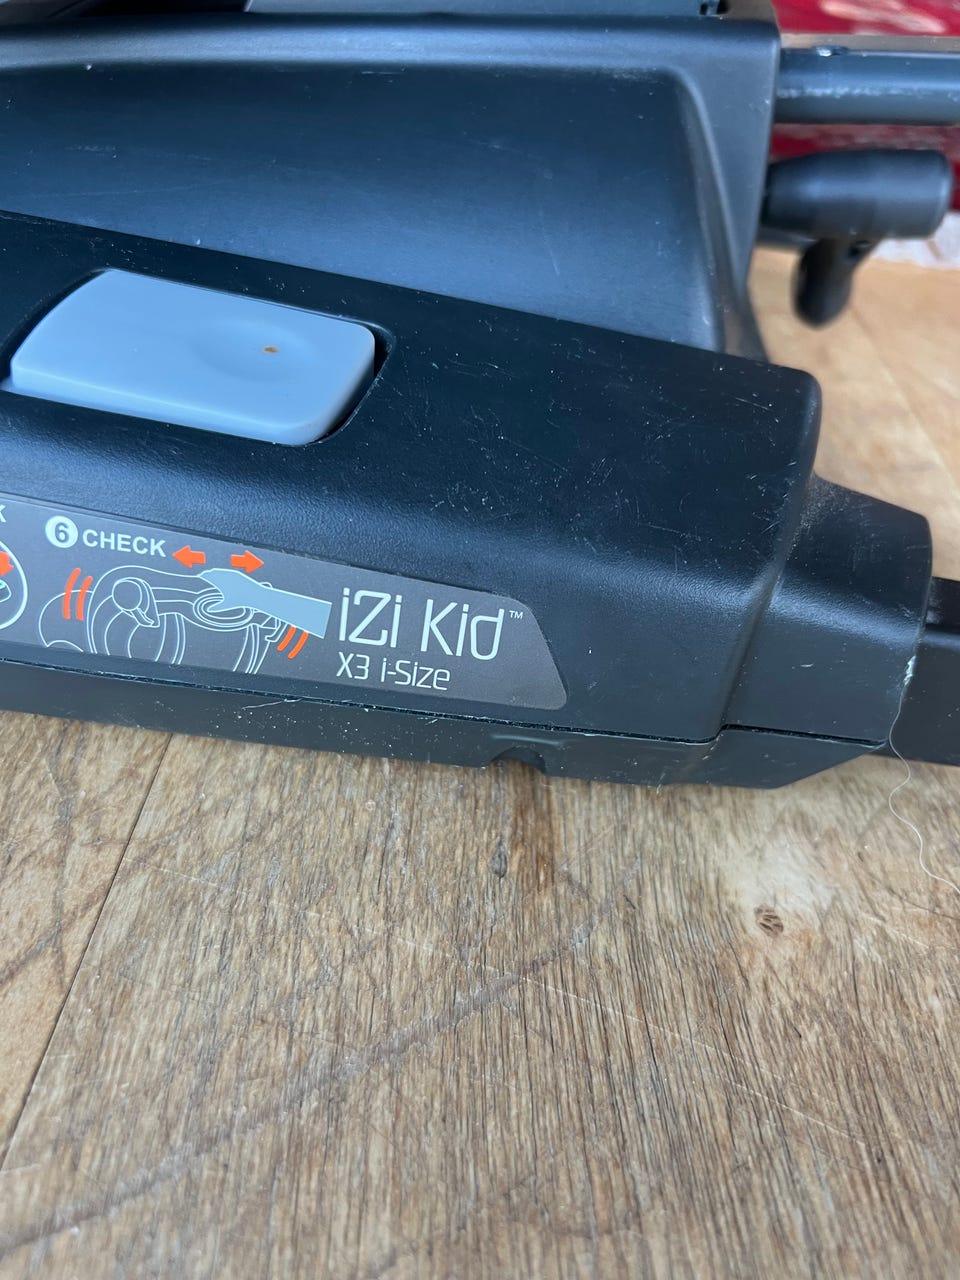 K
6 CHECK
iZi Kid™
X3 i-Size